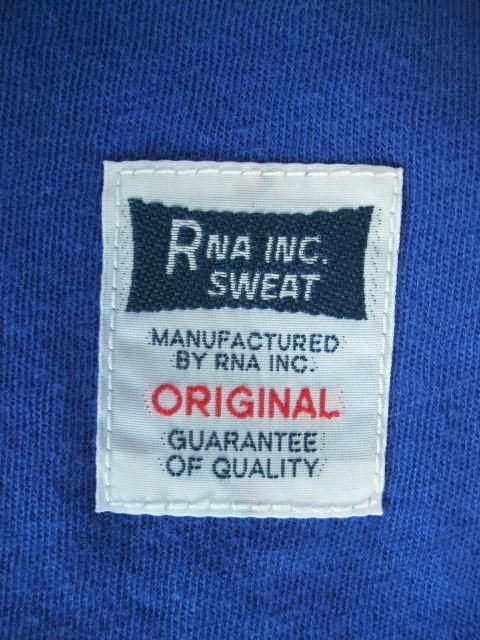 RNA INC.
SWEAT
MANUFACTURED
BY RNA INC.
ORIGINAL
GUARANTEE
OF QUALITY